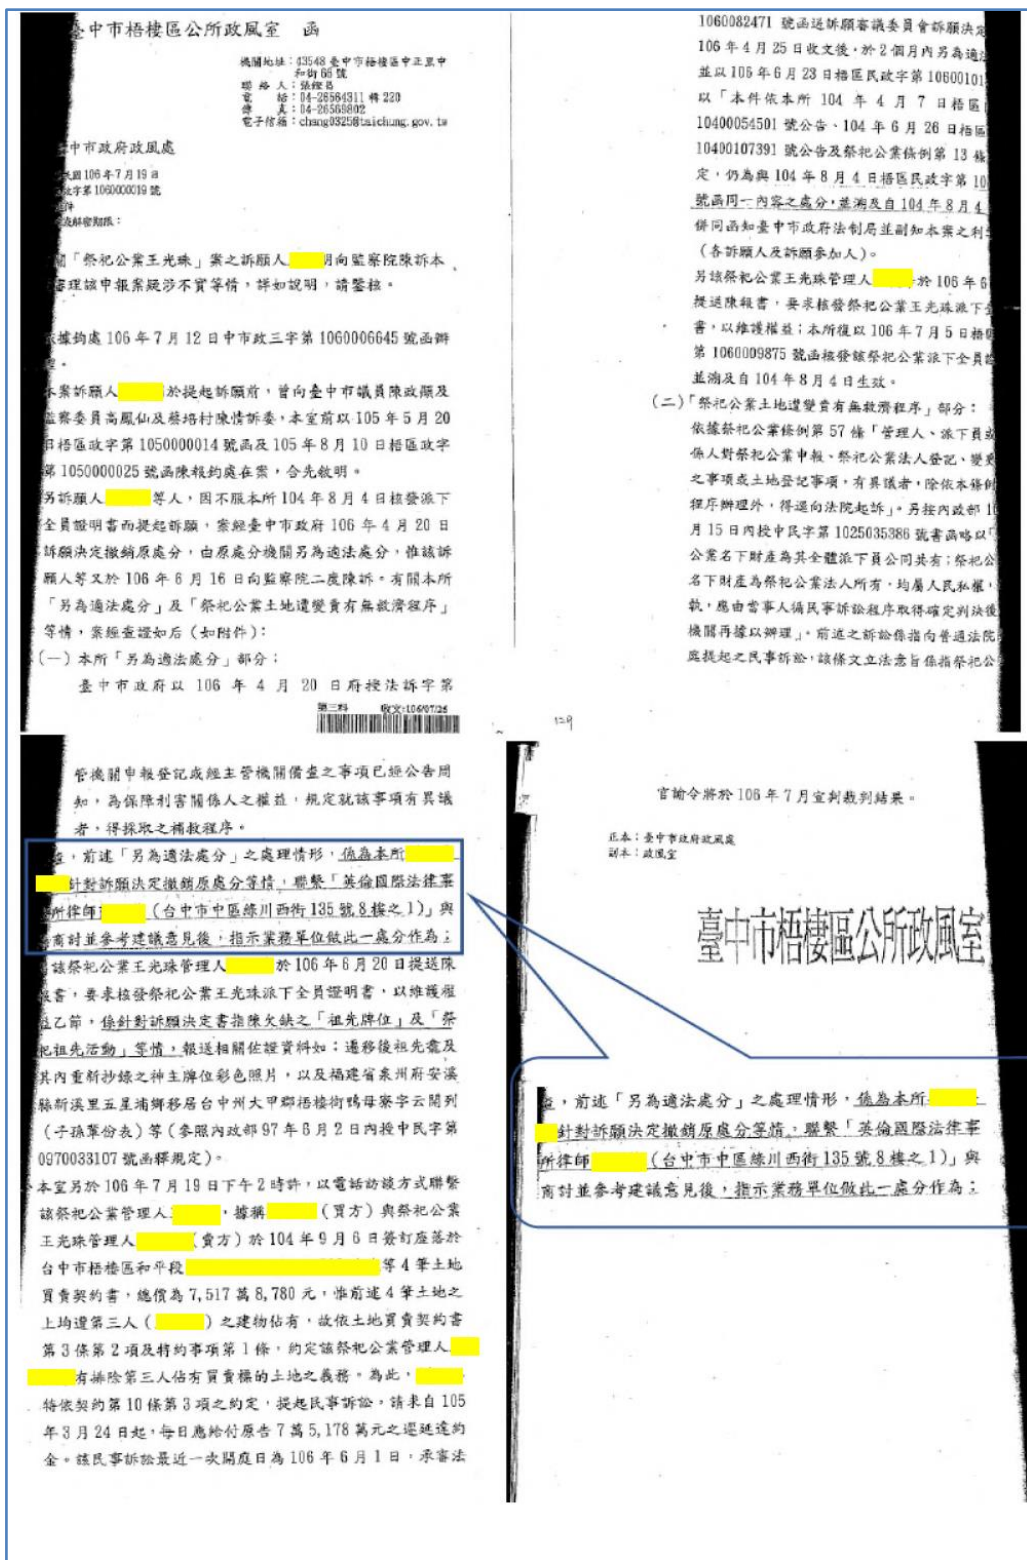 臺中市梧棲區公所政風室 函
機關地址：43548 臺中市梧棲區中正里中
和街66號
電 話：04-26564311 轉 220
傳 真：04-26569802
電子信箱：chang0325@taichung.gov.tw
中市政府政風處
國106年7月19日
政字第1060000019號
密期限：
「祭祀公業王光珠」案之訴願人 明向監察院陳訴本
審理該申報案疑涉不實等情，詳如說明，請鑒核。
依據鈞處106年7月12日中市政三字第1060006645號函辦
本案訴願人 於提起訴願前，曾向臺中市議員陳政顯及
監察委員高鳳仙及蔡培村陳情訴委，本室前以105年5月20
日梧區政字第1050000014號函及105年8月10日梧區政字
第1050000025號函陳報鈞處在案，合先敘明。
另訴願人 等人，因不服本所104年8月4日核發派下
全員證明書而提起訴願，案經臺中市政府106年4月20日
訴願決定撤銷原處分，由原處分機關另為適法處分，惟該訴
願人等又於106年6月16日向監察院二度陳訴。有關本所
「另為適法處分」及「祭祀公業土地遭變賣有無救濟程序」
等情，案經查證如后（如附件）：
（一）本所「另為適法處分」部分：
臺中市政府以 106 年 4 月 20 日府授法訴字第
第三科 收文:106/07/26
1060082471 號函送訴願審議委員會訴願決定
106年4月25日收文後，於2個月內另為適法
並以106年6月23日梧區民政字第10600101
以「本件依本所 104 年 4 月 7 日梧區
10400054501 號公告、104 年 6 月 26 日梧區
10400107391 號公告及祭祀公業條例第 13 條
定，仍為與104年8月4日梧區民政字第10
號函同一內容之處分，並溯及自104年8月4
併同函知臺中市政府法制局並副知本案之利
（各訴願人及訴願參加人）。
另該祭祀公業王光珠管理人 於106年6
提送陳報書，要求核發祭祀公業王光珠派下全
書，以維護權益；本所復以106年7月5日梧
第1060009875號函核發該祭祀公業派下全員
並溯及自104年8月4日生效。
（二）「祭祀公業土地遭變賣有無救濟程序」部分：
依據祭祀公業條例第57條「管理人、派下員或
係人對祭祀公業申報、祭祀公業法人登記、變更
之事項或土地登記事項，有異議者，除依本條例
程序辦理外，得逕向法院起訴」。另按內政部1
月15日內授中民字第1025035386號書函略以「
公業名下財產為其全體派下員公同共有；祭祀公
名下財產為祭祀公業法人所有，均屬人民私權，
執，應由當事人循民事訴訟程序取得確定判決後
機關再據以辦理」。前述之訴訟係指向普通法院
庭提起之民事訴訟，該條文立法意旨係指祭祀公
129
管機關申報登記或經主管機關備查之事項已經公告周
知，為保障利害關係人之權益，規定就該事項有異議
者，得採取之補救程序。
查，前述「另為適法處分」之處理情形，係為本所
針對訴願決定撤銷原處分等情，聯繫「英倫國際法律事
所律師 （台中市中區綠川西街135號8樓之1）」與
商討並參考建議意見後，指示業務單位做此一處分作為；
該祭祀公業王光珠管理人 於106年6月20日提送陳
報書，要求核發祭祀公業王光珠派下全員證明書，以維護權
益乙節，係針對訴願決定書指陳欠缺之「祖先牌位」及「祭
祀祖先活動」等情，報送相關佐證資料如：遷移後祖先龕及
其內重新抄錄之神主牌位彩色照片，以及福建省泉州府安溪
縣新溪里五星浦鄉移居台中州大甲郡梧棲街鴨母寮字云開列
（子孫輩份表）等（參照內政部97年6月2日內授中民字第
0970033107號函釋規定）。
本室另於106年7月19日下午2時許，以電話訪談方式聯繫
該祭祀公業管理人 ，據稱 （買方）與祭祀公業
王光珠管理人 （賣方）於104年9月6日簽訂座落於
台中市梧棲區和平段 等4筆土地
買賣契約書，總價為7,517萬8,780元，惟前述4筆土地之
上均遭第三人（ ）之建物佔有，故依土地買賣契約書
第3條第2項及特約事項第1條，約定該祭祀公業管理人
有排除第三人佔有買賣標的土地之義務。為此，
特依契約第10條第3項之約定，提起民事訴訟，請求自105
年3月24日起，每日應給付原告7萬5,178萬元之遲延違約
金。該民事訴訟最近一次開庭日為106年6月1日，承審法
官諭令將於106年7月宣判裁判結果。
正本：臺中市政府政風處
副本：政風室
臺中市梧棲區公所政風室
查，前述「另為適法處分」之處理情形，係為本所
針對訴願決定撤銷原處分等情，聯繫「英倫國際法律事
所律師 （台中市中區綠川西街135號8樓之1）」與
商討並參考建議意見後，指示業務單位做此一處分作為；